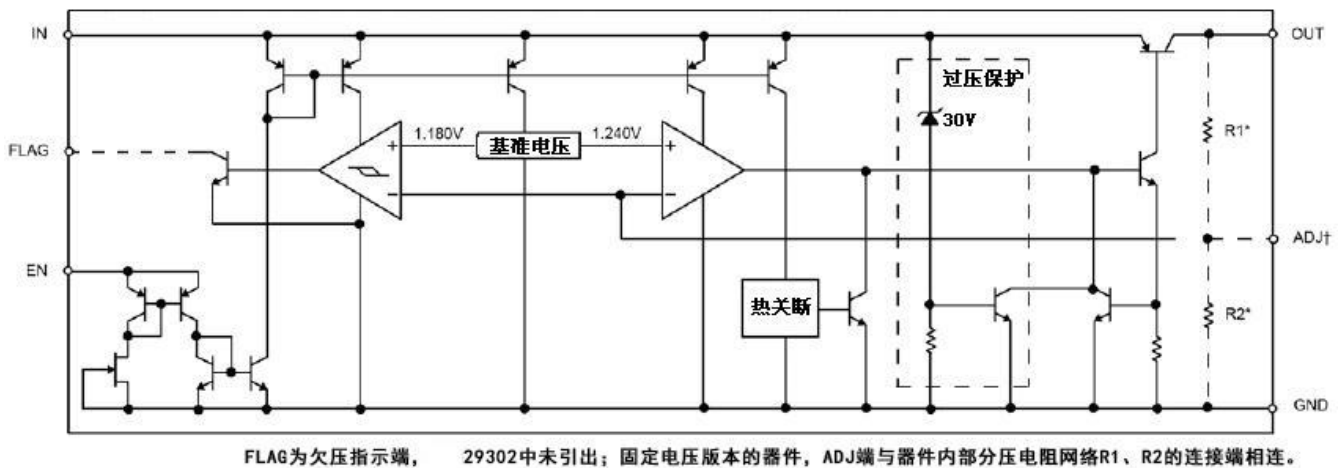 IN
OUT
过压保护
30V
R1*
FLAG
1.180V
基准电压
1.240V
ADJ†
EN
热关断
R2*
GND
FLAG为欠压指示端， 29302中未引出；固定电压版本的器件，ADJ端与器件内部分压电阻网络R1、R2的连接端相连。